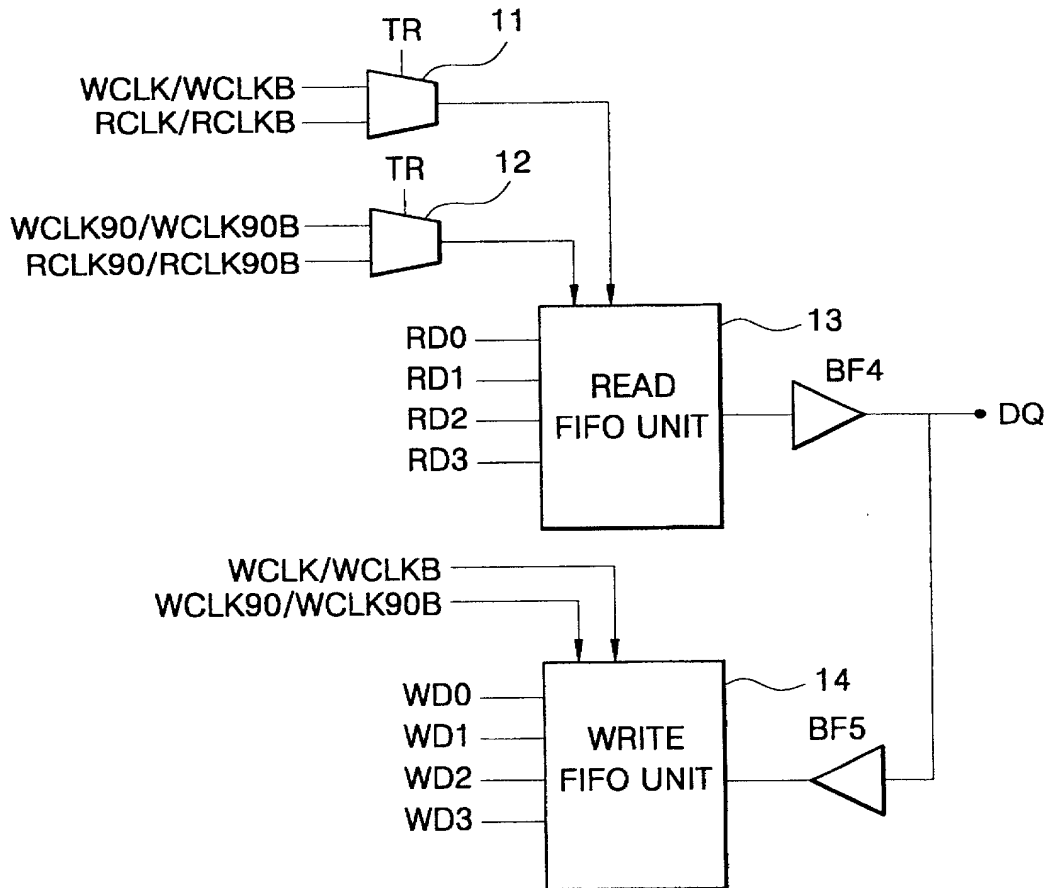 TR
11
WCLK/WCLKB
RCLK/RCLKB
TR
12
WCLK90/WCLK90B
RCLK90/RCLK90B
13
RD0
RD1
RD2
RD3
READ
FIFO UNIT
BF4
DQ
WCLK/WCLKB
WCLK90/WCLK90B
14
WD0
WD1
WD2
WD3
WRITE
FIFO UNIT
BF5